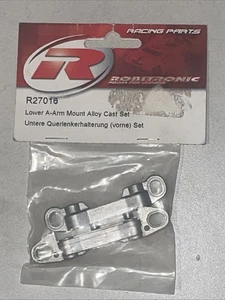 RACING PARTS
R
ROBITRONIC
R27016
Lower A-Arm Mount Alloy Cast Set
Untere Querlenkerhalterung (vorne) Set